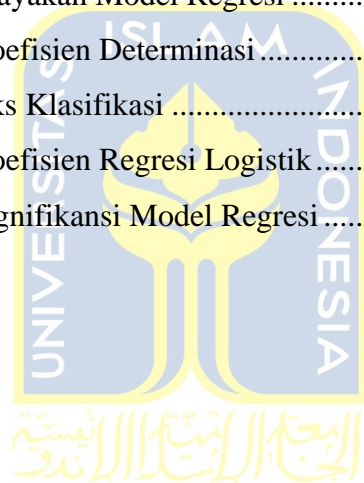 ayakan Model Regresi ...........
oefisien Determinasi ................
ks Klasifikasi .............................
oefisien Regresi Logistik ........
gnifikansi Model Regresi ......
UNIVERSITAS
ISLAM
INDONESIA